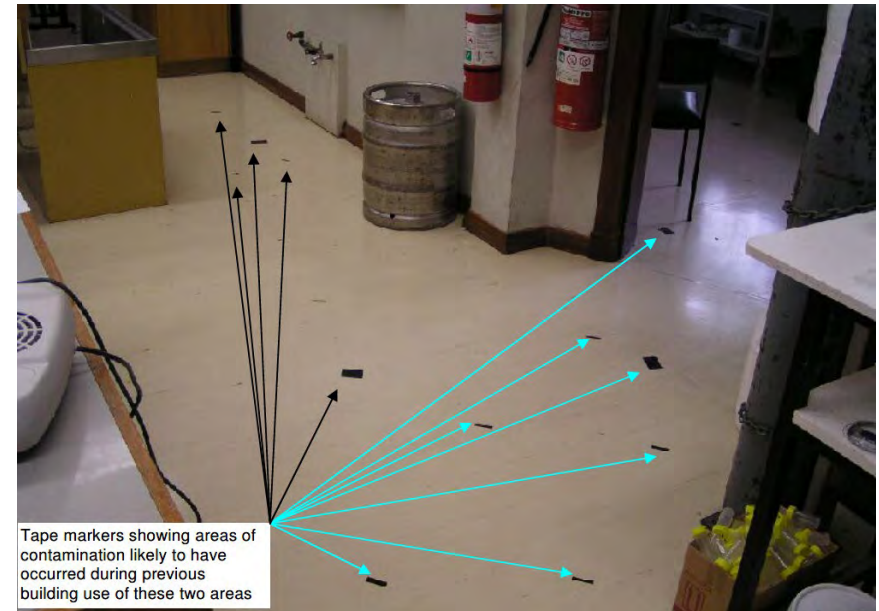 Tape markers showing areas of
contamination likely to have
occurred during previous
building use of these two areas